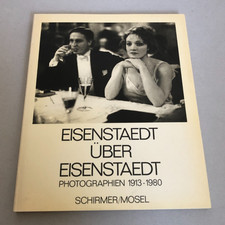 EISENSTAEDT
ÜBER
EISENSTAEDT
PHOTOGRAPHIEN 1913-1980
SCHIRMER/MOSEL